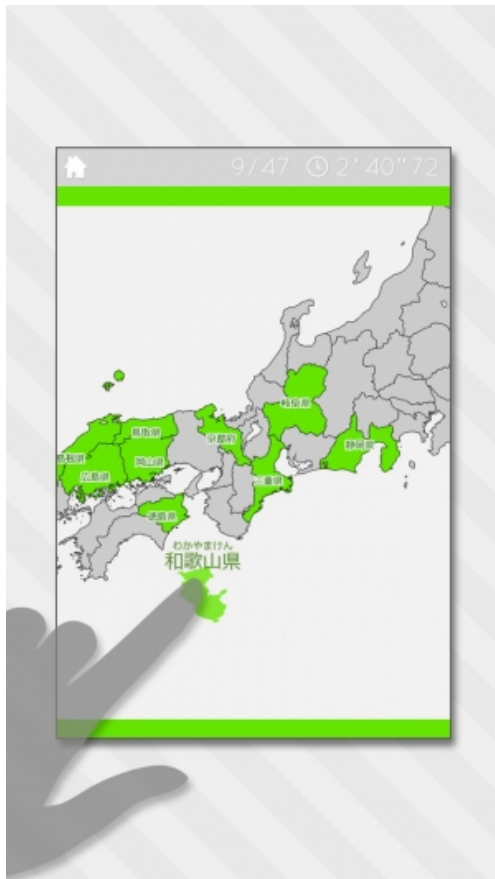 9/47 2'40"72
岐阜県
鳥取県
京都府
静岡県
島根県
岡山県
広島県
三重県
徳島県
わかやまけん
和歌山県